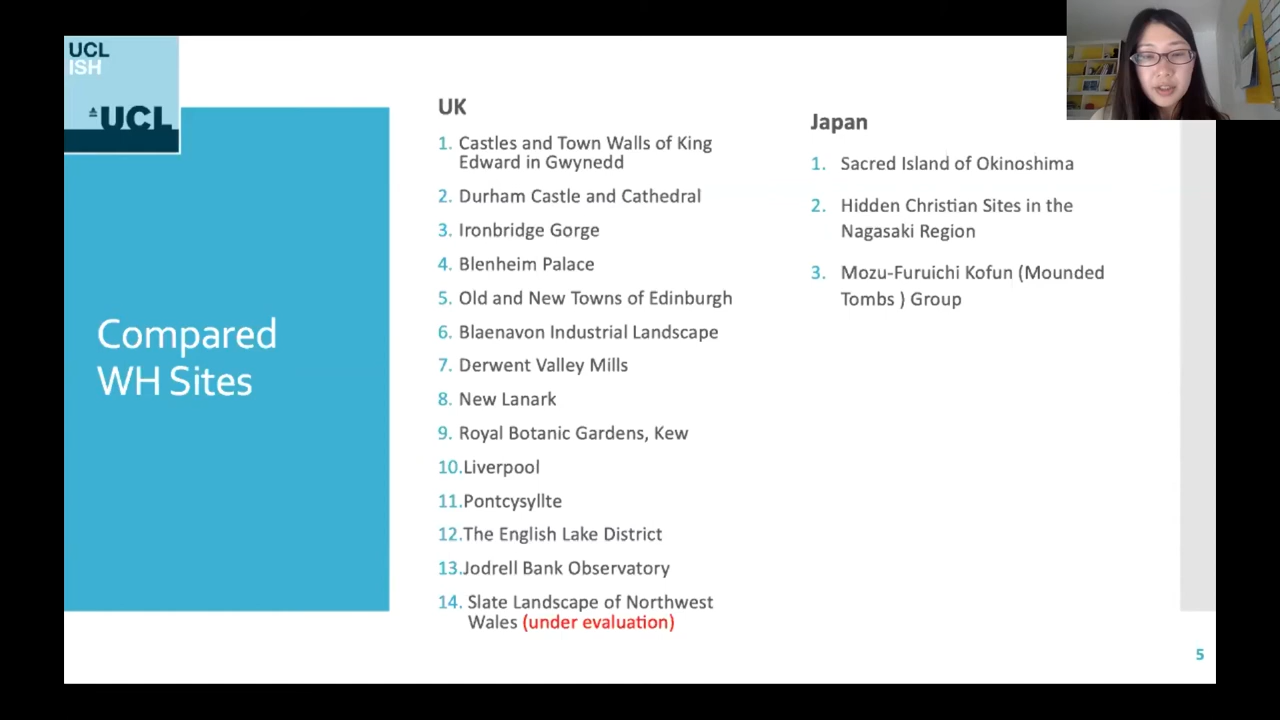 UCL
ISH
UCL
Compared
WH Sites
UK
1. Castles and Town Walls of King
Edward in Gwynedd
2. Durham Castle and Cathedral
3. Ironbridge Gorge
4. Blenheim Palace
5. Old and New Towns of Edinburgh
6. Blaenavon Industrial Landscape
7. Derwent Valley Mills
8. New Lanark
9. Royal Botanic Gardens, Kew
10.Liverpool
11.Pontcysyllte
12.The English Lake District
13.Jodrell Bank Observatory
14. Slate Landscape of Northwest
Wales (under evaluation)
Japan
1. Sacred Island of Okinoshima
2. Hidden Christian Sites in the
Nagasaki Region
3. Mozu-Furuichi Kofun (Mounded
Tombs ) Group
5